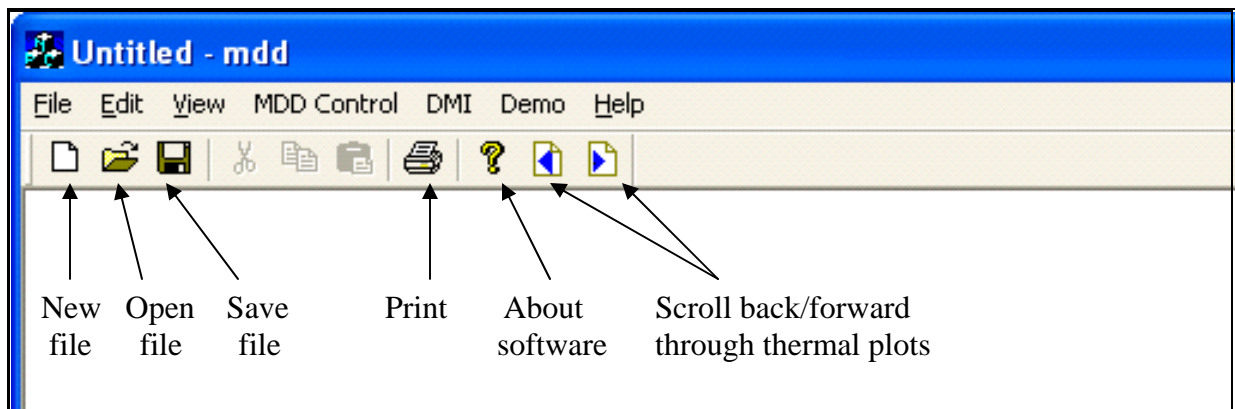 Untitled - mdd
File Edit View MDD Control DMI Demo Help
New Open Save Print About Scroll back/forward
file file file software through thermal plots